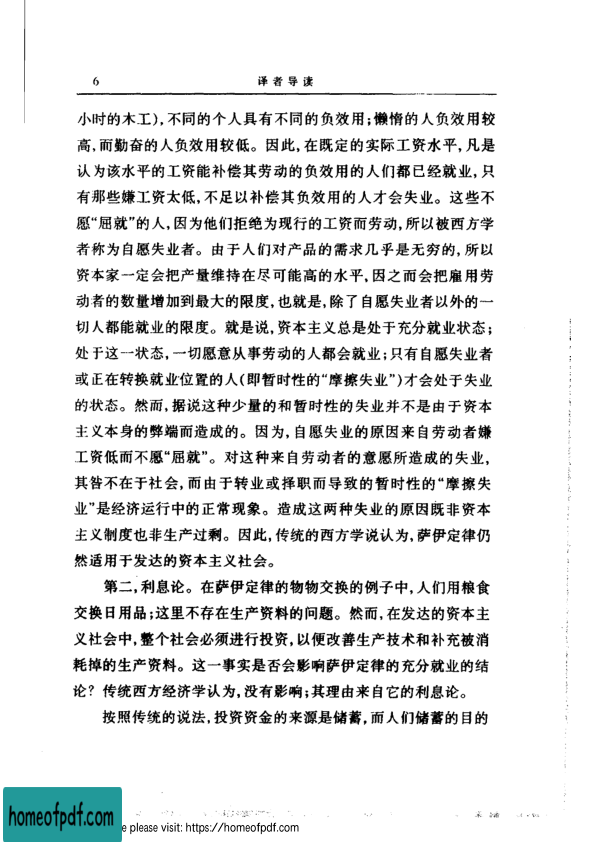 6
译者导读
小时的木工),不同的个人具有不同的负效用;懒惰的人负效用较
高,而勤奋的人负效用较低。因此,在既定的实际工资水平,凡是
认为该水平的工资能补偿其劳动的负效用的人们都已经就业,只
有那些嫌工资太低,不足以补偿其负效用的人才会失业。这些不
愿“屈就”的人,因为他们拒绝为现行的工资而劳动,所以被西方学
者称为自愿失业者。由于人们对产品的需求几乎是无穷的,所以
资本家一定会把产量维持在尽可能高的水平,因之而会把雇用劳
动者的数量增加到最大的限度,也就是,除了自愿失业者以外的一
切人都能就业的限度。就是说,资本主义总是处于充分就业状态;
处于这一状态,一切愿意从事劳动的人都会就业;只有自愿失业者
或正在转换就业位置的人(即暂时性的“摩擦失业”)才会处于失业
的状态。然而,据说这种少量的和暂时性的失业并不是由于资本
主义本身的弊端而造成的。因为,自愿失业的原因来自劳动者嫌
工资低而不愿“屈就”。对这种来自劳动者的意愿所造成的失业,
其咎不在于社会,而由于转业或择职而导致的暂时性的“摩擦失
业”是经济运行中的正常现象。造成这两种失业的原因既非资本
主义制度也非生产过剩。因此,传统的西方学说认为,萨伊定律仍
然适用于发达的资本主义社会。
第二,利息论。在萨伊定律的物物交换的例子中,人们用粮食
交换日用品;这里不存在生产资料的问题。然而,在发达的资本主
义社会中,整个社会必须进行投资,以便改善生产技术和补充被消
耗掉的生产资料。这一事实是否会影响萨伊定律的充分就业的结
论?传统西方经济学认为,没有影响;其理由来自它的利息论。
按照传统的说法,投资资金的来源是储蓄,而人们储蓄的目的
homeofpdf.com
e please visit: https://homeofpdf.com